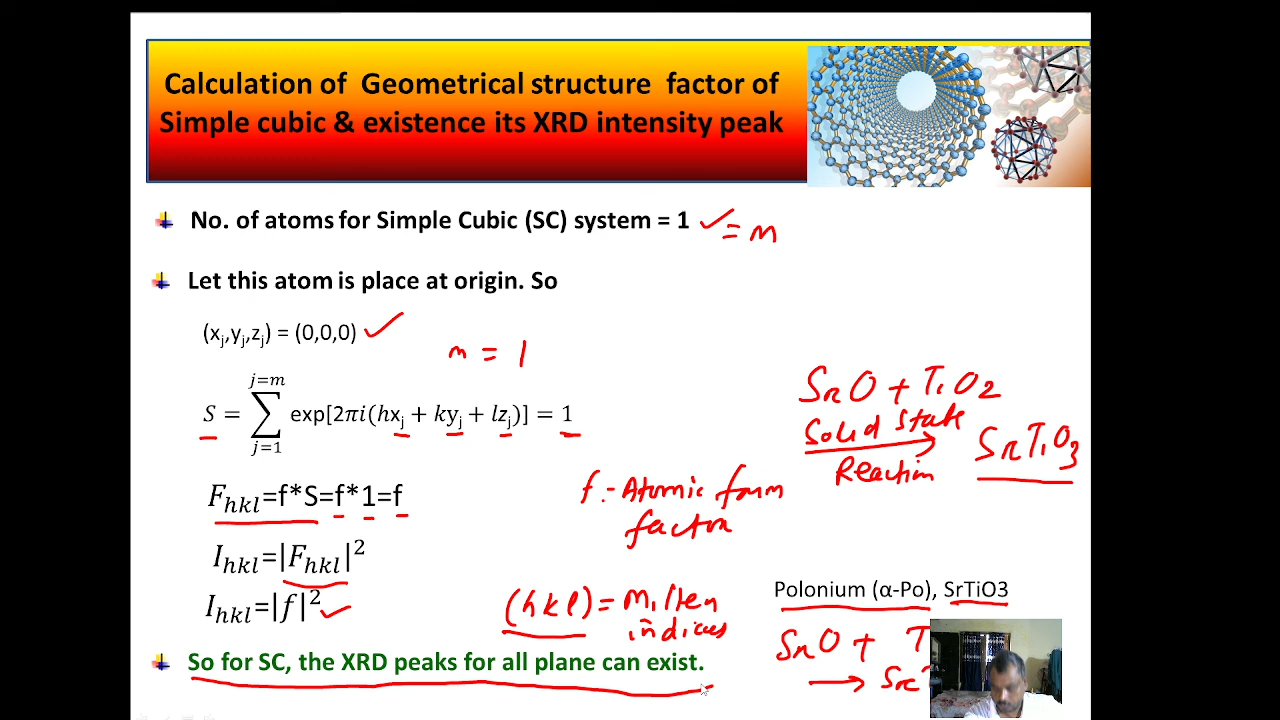 Calculation of Geometrical structure factor of
Simple cubic & existence its XRD intensity peak
No. of atoms for Simple Cubic (SC) system = 1 ✓ = m
Let this atom is place at origin. So
(xj,yj,zj) = (0,0,0) ✓
m = 1
S = ∑ j=1 j=m exp[2πi(hxj + kyj + lzj)] = 1
SrO + TiO2
Solid State
Reaction
SrTiO3
Fhkl=f*S=f*1=f
f :- Atomic form
factor
Ihkl=|Fhkl|²
Ihkl=|f|² ✓
(hkl) = Miller
indices
Polonium (α-Po), SrTiO3
SrO + T
→ Sr
So for SC, the XRD peaks for all plane can exist.